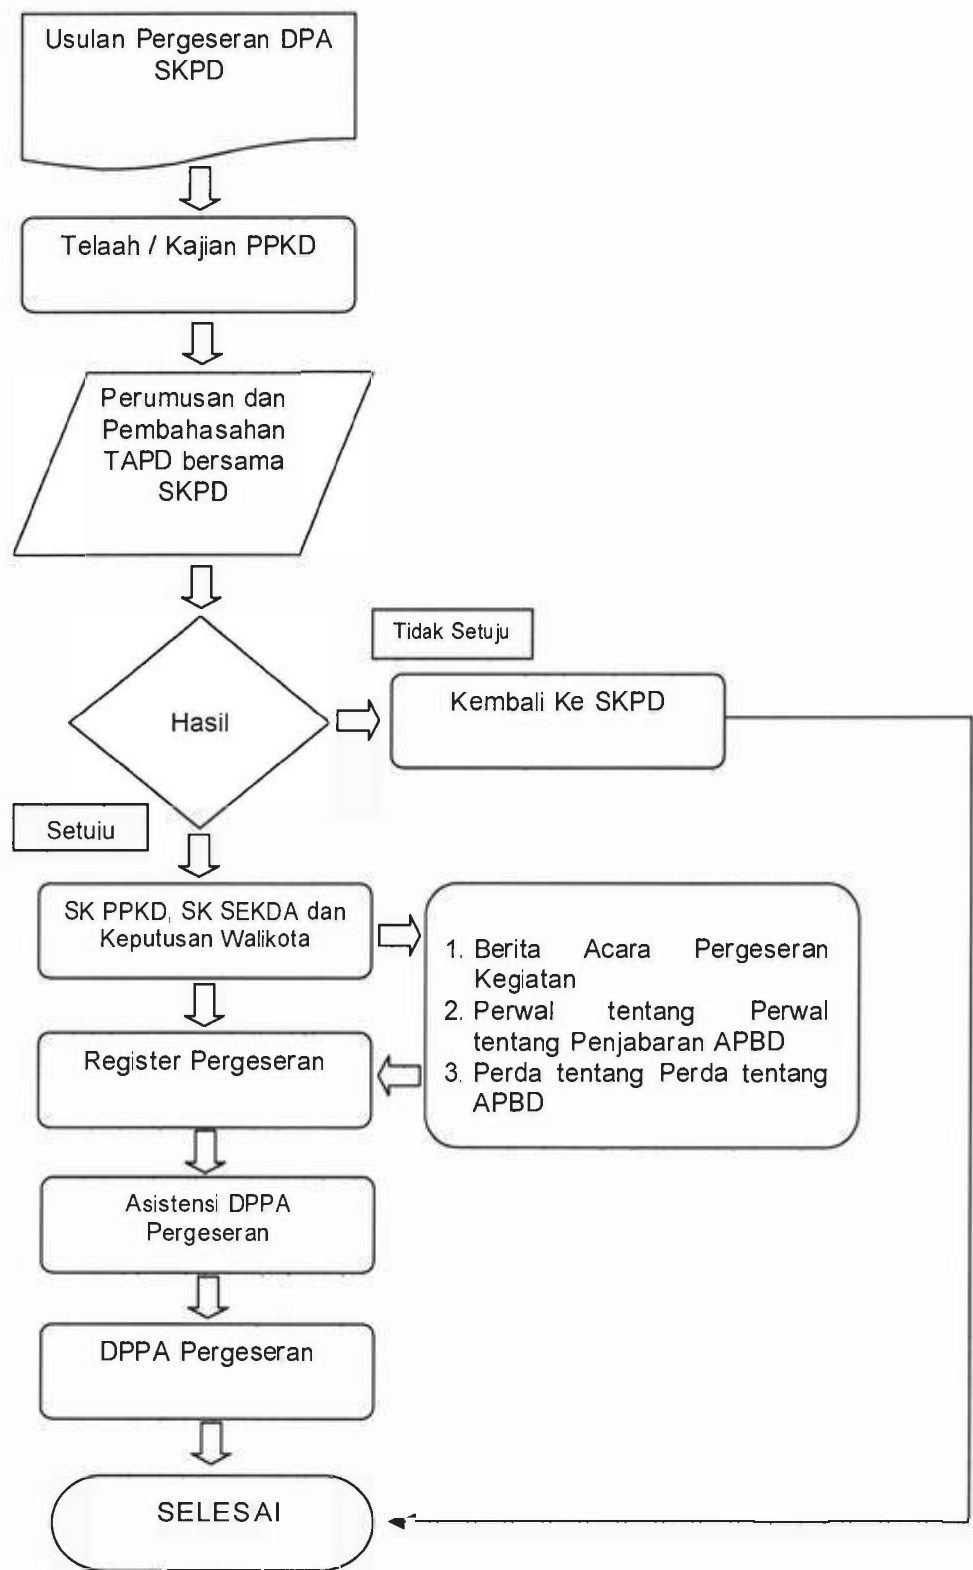 Usulan Pergeseran DPA
SKPD
Telaah / Kajian PPKD
Perumusan dan
Pembahasahan
TAPD bersama
SKPD
Tidak Setuju
Hasil
Kembali Ke SKPD
Setuiu
SK PPKD, SK SEKDA dan
Keputusan Walikota
1. Berita Acara Pergeseran
Kegiatan
2. Perwal tentang Perwal
tentang Penjabaran APBD
3. Perda tentang Perda tentang
APBD
Register Pergeseran
Asistensi DPPA
Pergeseran
DPPA Pergeseran
SELESAI